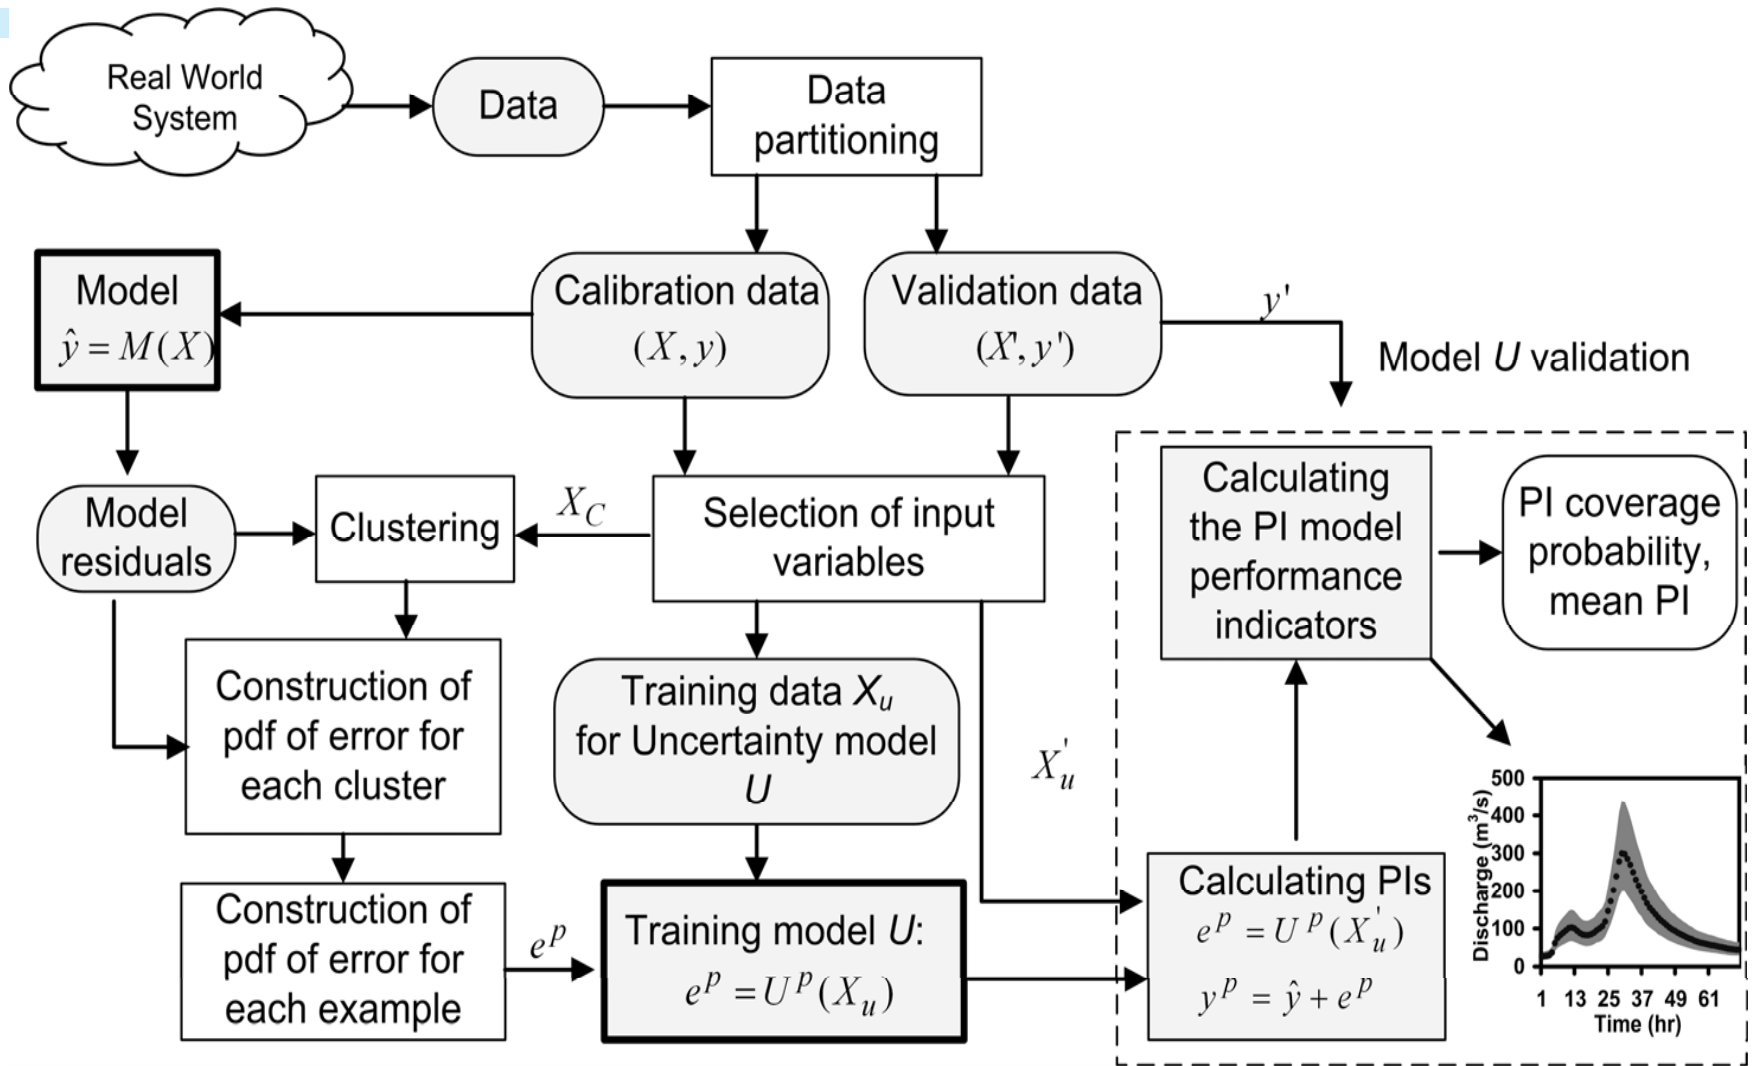 Real World
System
Data
Data
partitioning
Model
ŷ = M(X)
Calibration data
(X, y)
Validation data
(X', y')
y'
Model U validation
Model
residuals
Clustering
X_C
Selection of input
variables
Calculating
the PI model
performance
indicators
PI coverage
probability,
mean PI
Construction of
pdf of error for
each cluster
Training data X_u
for Uncertainty model
U
X'_u
Construction of
pdf of error for
each example
e^p
Training model U:
e^p = U^p(X_u)
Calculating PIs
e^p = U^p(X'_u)
y^p = ŷ + e^p
Discharge (m³/s)
500
400
300
200
100
0
1 13 25 37 49 61
Time (hr)